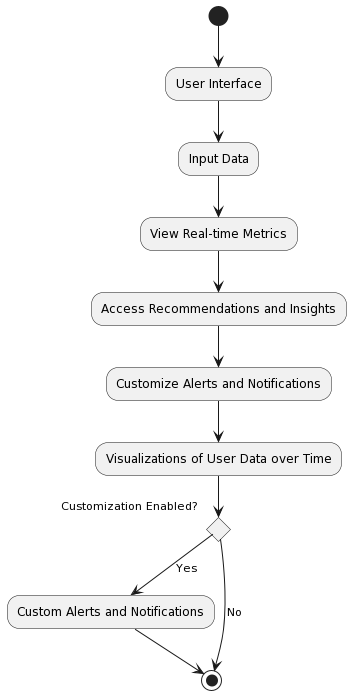 User Interface
Input Data
View Real-time Metrics
Access Recommendations and Insights
Customize Alerts and Notifications
Visualizations of User Data over Time
Customization Enabled?
Yes
Custom Alerts and Notifications
No